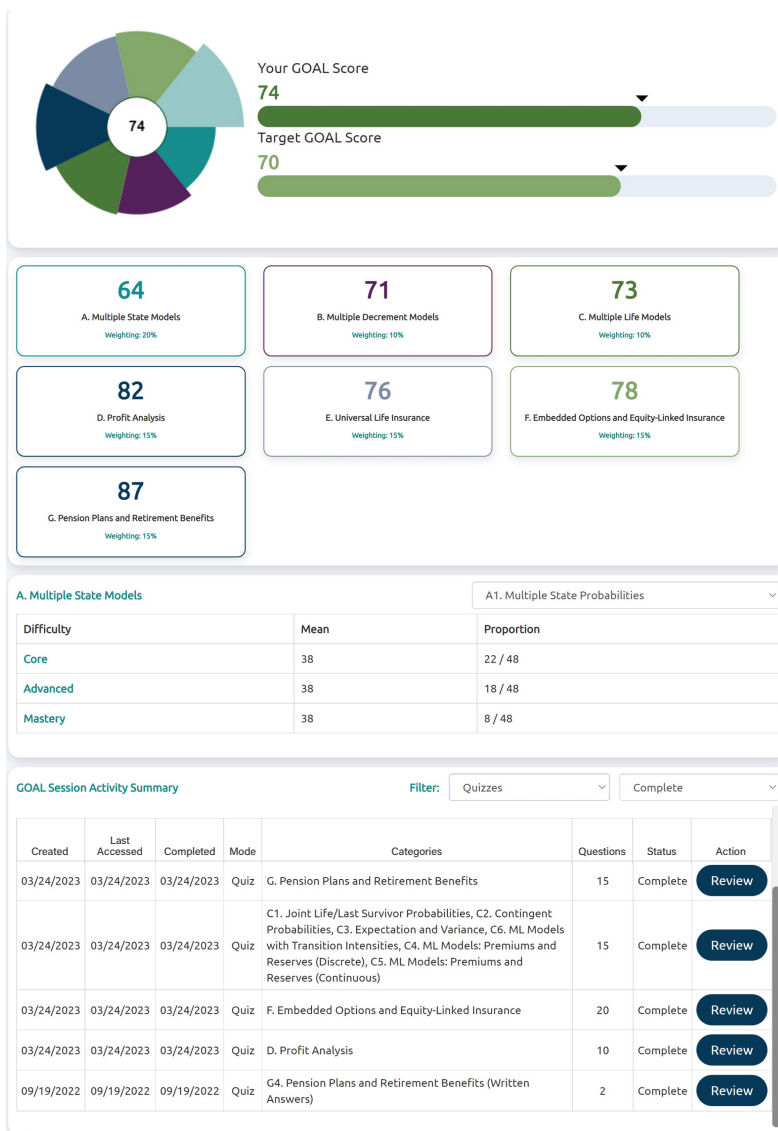 74
Your GOAL Score
74
Target GOAL Score
70
64
A. Multiple State Models
Weighting: 20%
71
B. Multiple Decrement Models
Weighting: 10%
73
C. Multiple Life Models
Weighting: 10%
82
D. Profit Analysis
Weighting: 15%
76
E. Universal Life Insurance
Weighting: 15%
78
F. Embedded Options and Equity-Linked Insurance
Weighting: 15%
87
G. Pension Plans and Retirement Benefits
Weighting: 15%
A. Multiple State Models
A1. Multiple State Probabilities
Difficulty Mean Proportion
Core 38 22 / 48
Advanced 38 18 / 48
Mastery 38 8 / 48
GOAL Session Activity Summary
Filter: Quizzes Complete
Created Last Accessed Completed Mode Categories Questions Status Action
03/24/2023 03/24/2023 03/24/2023 Quiz G. Pension Plans and Retirement Benefits 15 Complete Review
C1. Joint Life/Last Survivor Probabilities, C2. Contingent
Probabilities, C3. Expectation and Variance, C6. ML Models
03/24/2023 03/24/2023 03/24/2023 Quiz with Transition Intensities, C4. ML Models: Premiums and 15 Complete Review
Reserves (Discrete), C5. ML Models: Premiums and
Reserves (Continuous)
03/24/2023 03/24/2023 03/24/2023 Quiz F. Embedded Options and Equity-Linked Insurance 20 Complete Review
03/24/2023 03/24/2023 03/24/2023 Quiz D. Profit Analysis 10 Complete Review
09/19/2022 09/19/2022 09/19/2022 Quiz G4. Pension Plans and Retirement Benefits (Written 2 Complete Review
Answers)